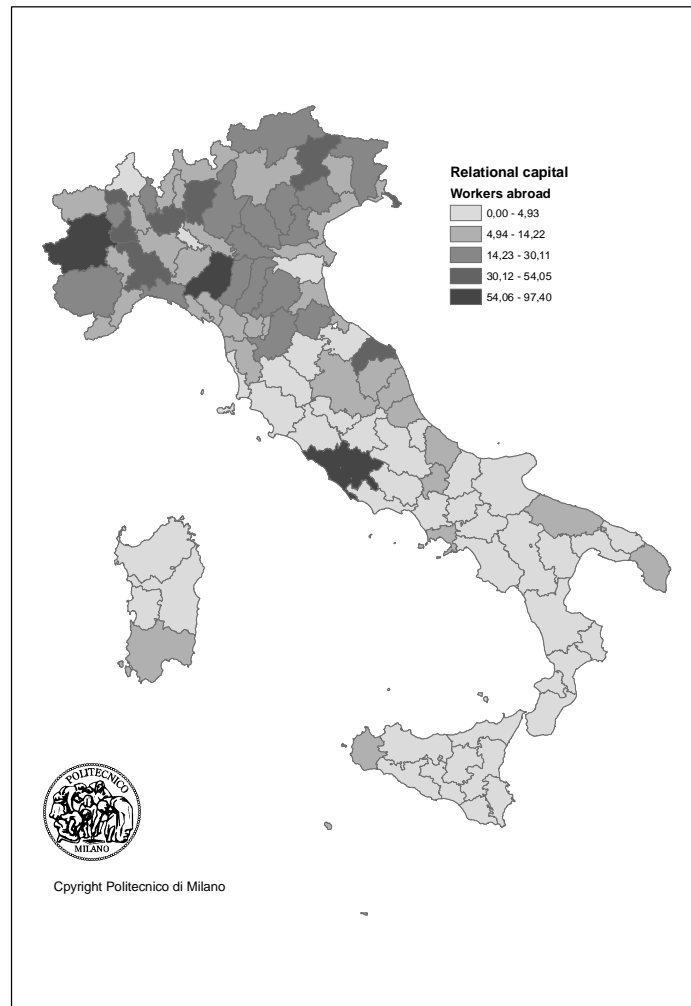 Relational capital
Workers abroad
0,00 - 4,93
4,94 - 14,22
14,23 - 30,11
30,12 - 54,05
54,06 - 97,40
POLITECNICO
MILANO
Cpyright Politecnico di Milano